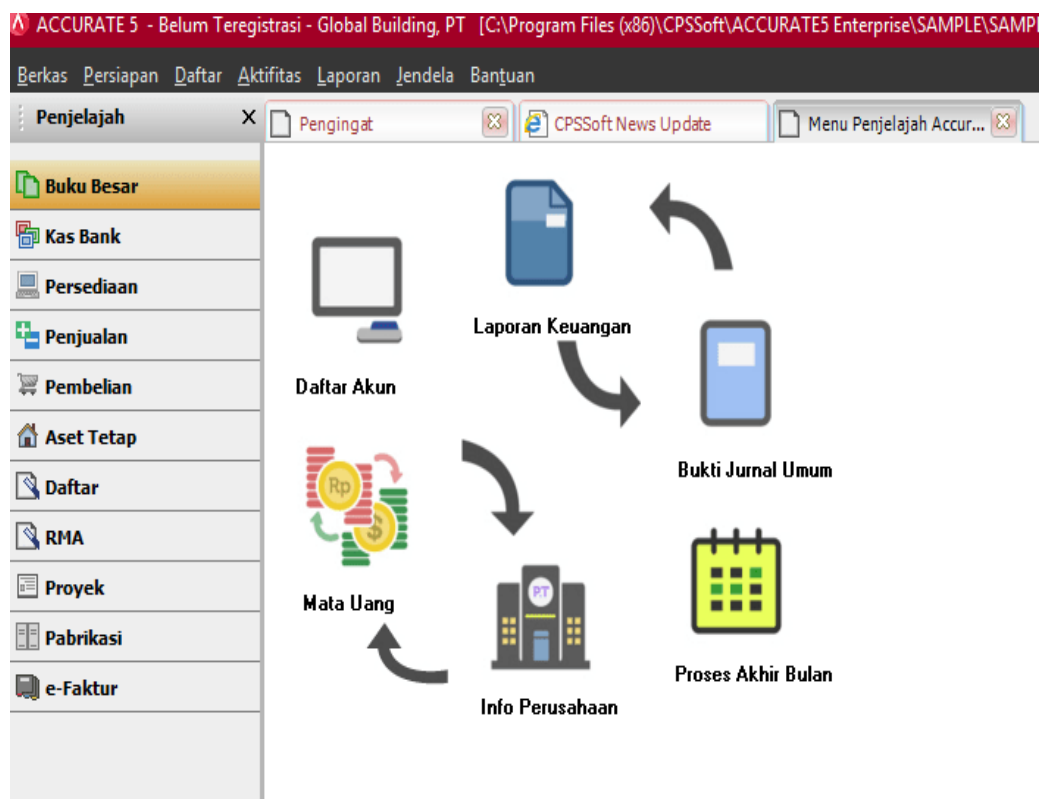 ACCURATE 5 - Belum Teregistrasi - Global Building, PT [C:\Program Files (x86)\CPSSoft\ACCURATE5 Enterprise\SAMPLE\SAMP
Berkas Persiapan Daftar Aktifitas Laporan Jendela Bantuan
Penjelajah X
Pengingat
CPSSoft News Update
Menu Penjelajah Accur...
Buku Besar
Kas Bank
Persediaan
Penjualan
Pembelian
Aset Tetap
Daftar
RMA
Proyek
Pabrikasi
e-Faktur
Laporan Keuangan
Daftar Akun
Bukti Jurnal Umum
Rp
$
Mata Uang
P.T
Proses Akhir Bulan
Info Perusahaan